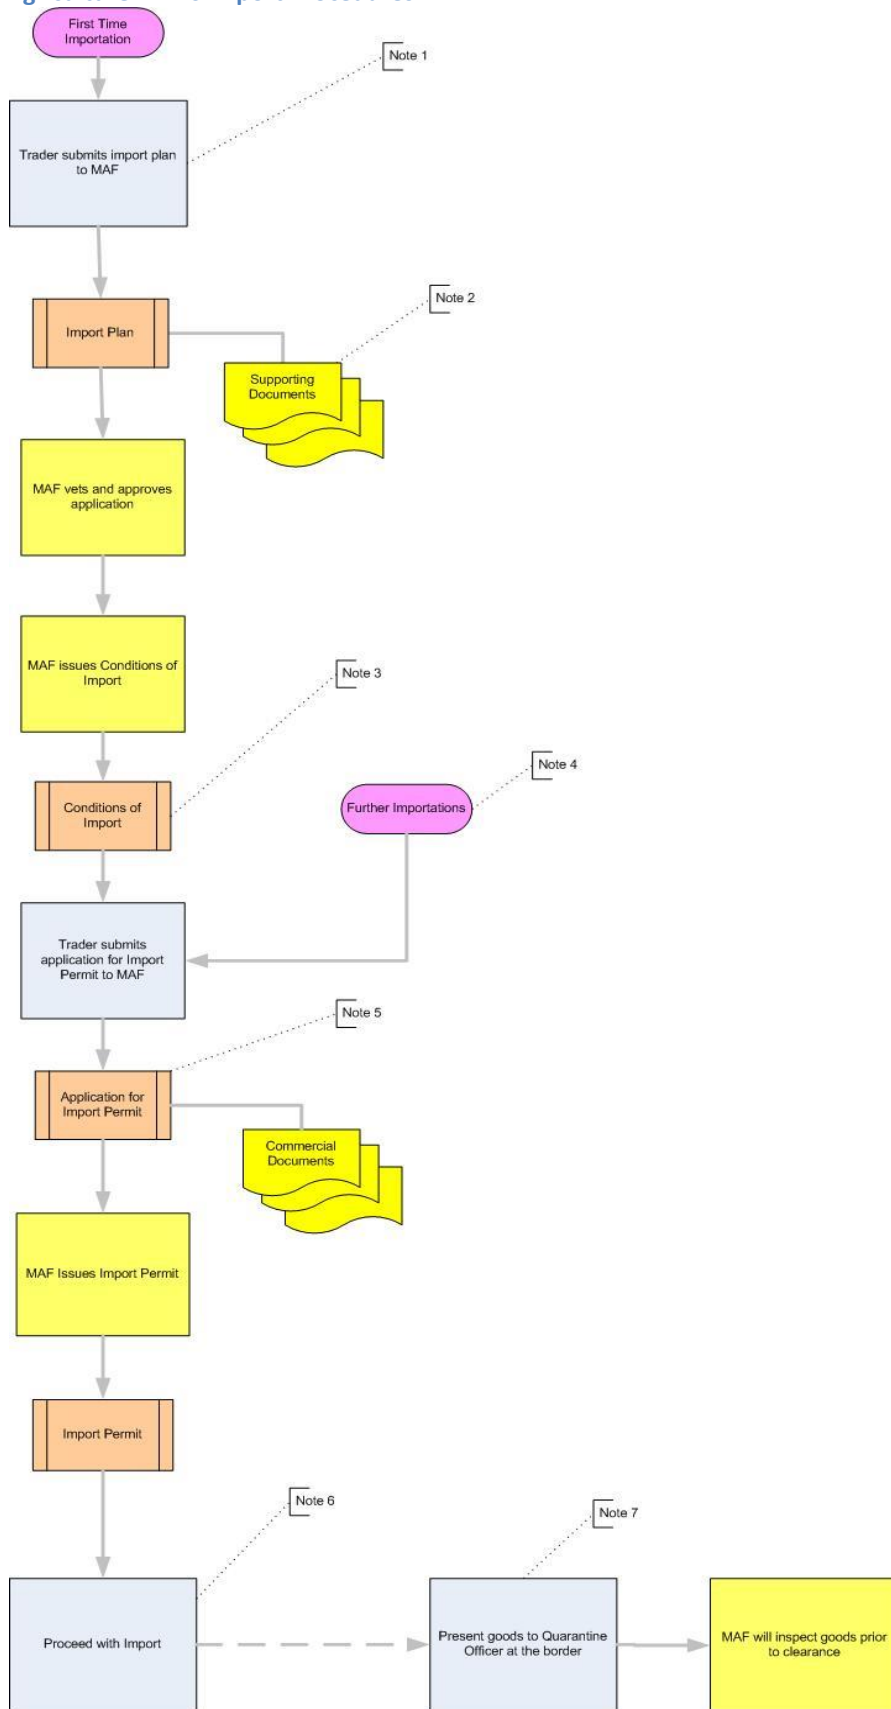 First Time
Importation
Note 1
Trader submits import plan
to MAF
Note 2
Import Plan
Supporting
Documents
MAF vets and approves
application
MAF issues Conditions of
Import
Note 3
Note 4
Conditions of
Import
Further Importations
Trader submits
application for Import
Permit to MAF
Note 5
Application for
Import Permit
Commercial
Documents
MAF Issues Import Permit
Import Permit
Note 6
Note 7
Proceed with Import
Present goods to Quarantine
Officer at the border
MAF will inspect goods prior
to clearance